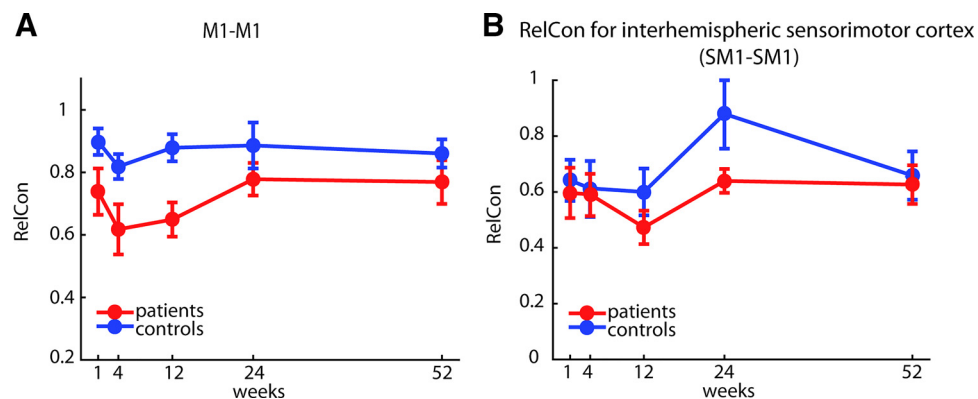 A
M1-M1
RelCon
1
0.8
0.6
0.4
0.2
patients
controls
1 4 12 24 52
weeks
B
RelCon for interhemispheric sensorimotor cortex
(SM1-SM1)
RelCon
1
0.8
0.6
0.4
0.2
0
patients
controls
1 4 12 24 52
weeks